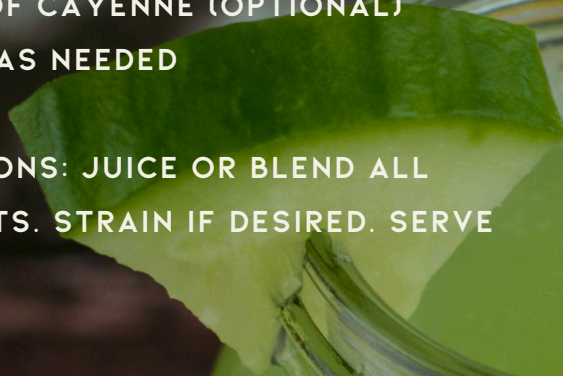 OF CAYENNE (OPTIONAL)
AS NEEDED
ONS: JUICE OR BLEND ALL
TS. STRAIN IF DESIRED. SERVE